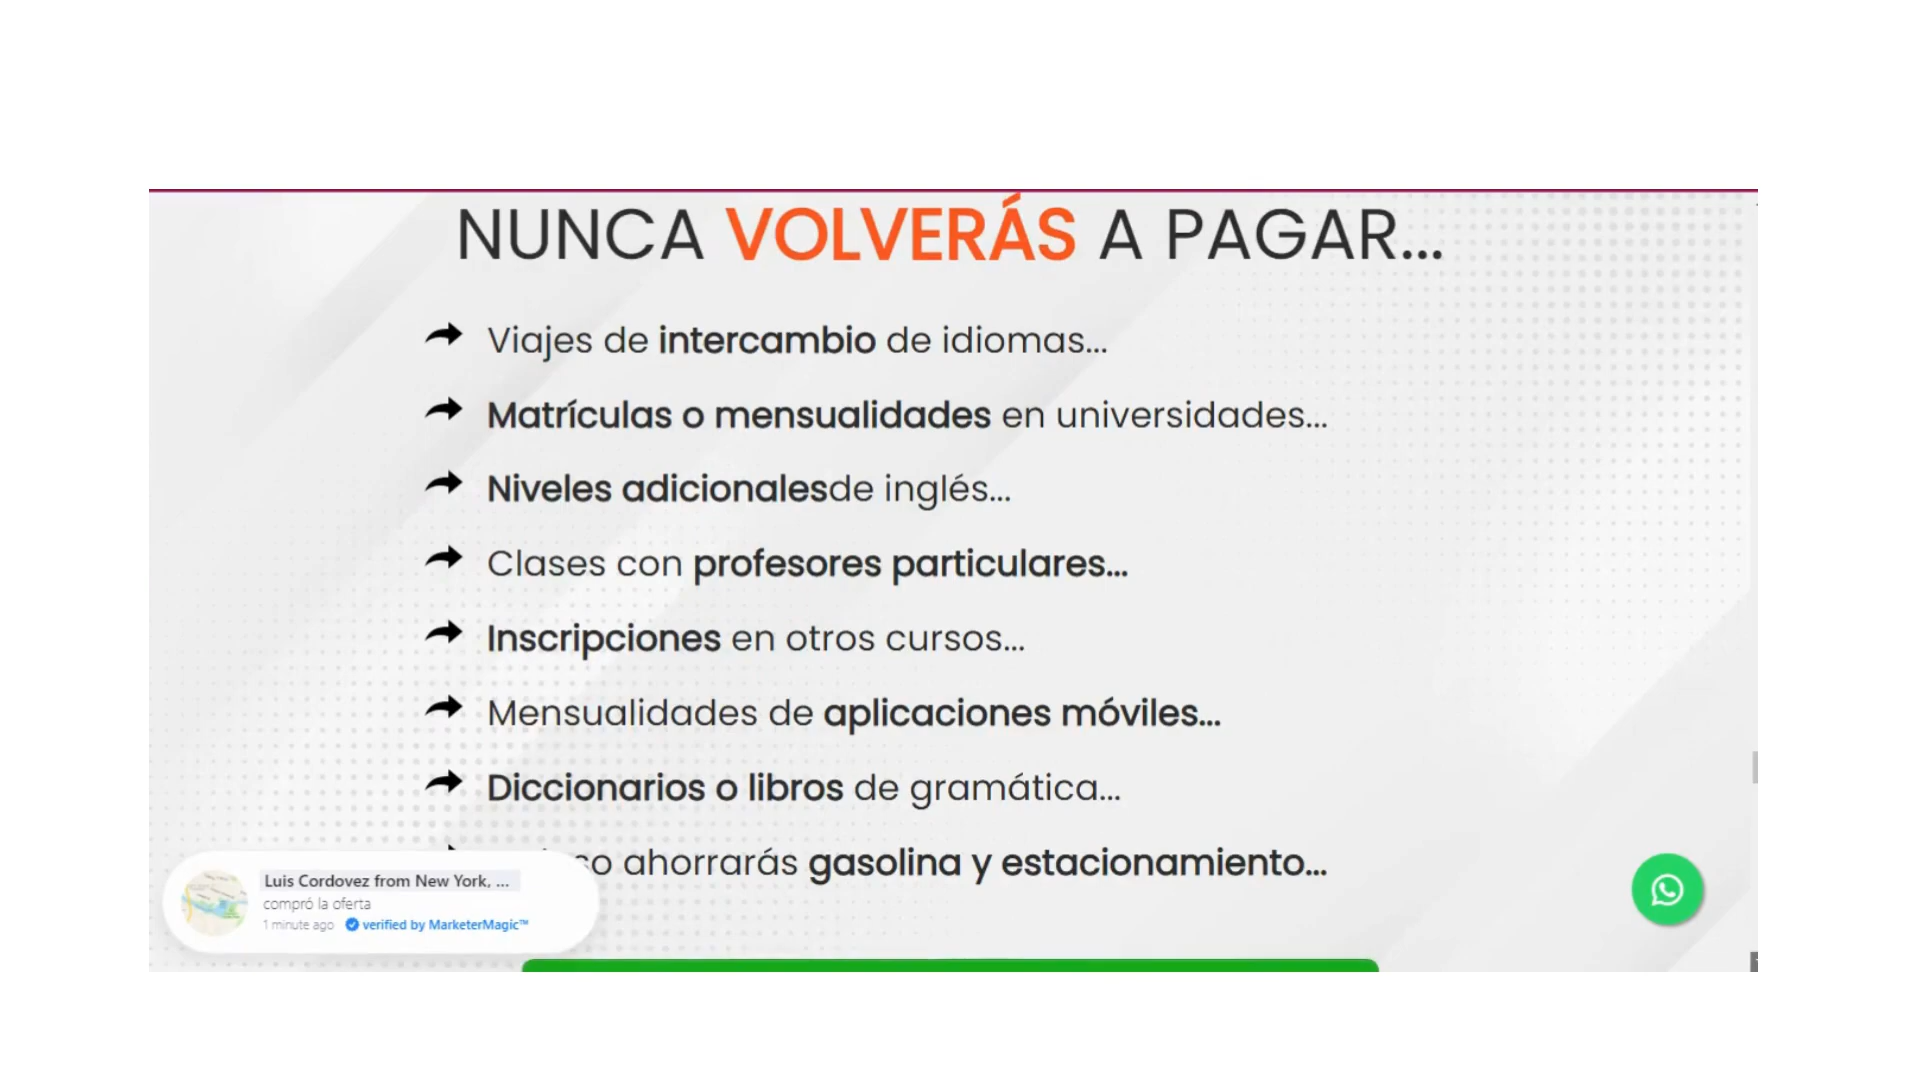 NUNCA VOLVERÁS A PAGAR...
Viajes de intercambio de idiomas...
Matrículas o mensualidades en universidades...
Niveles adicionalesde inglés...
Clases con profesores particulares...
Inscripciones en otros cursos...
Mensualidades de aplicaciones móviles...
Diccionarios o libros de gramática...
ahorrarás gasolina y estacionamiento...
Luis Cordovez from New York, ...
compró la oferta
1 minute ago verified by MarketerMagic™